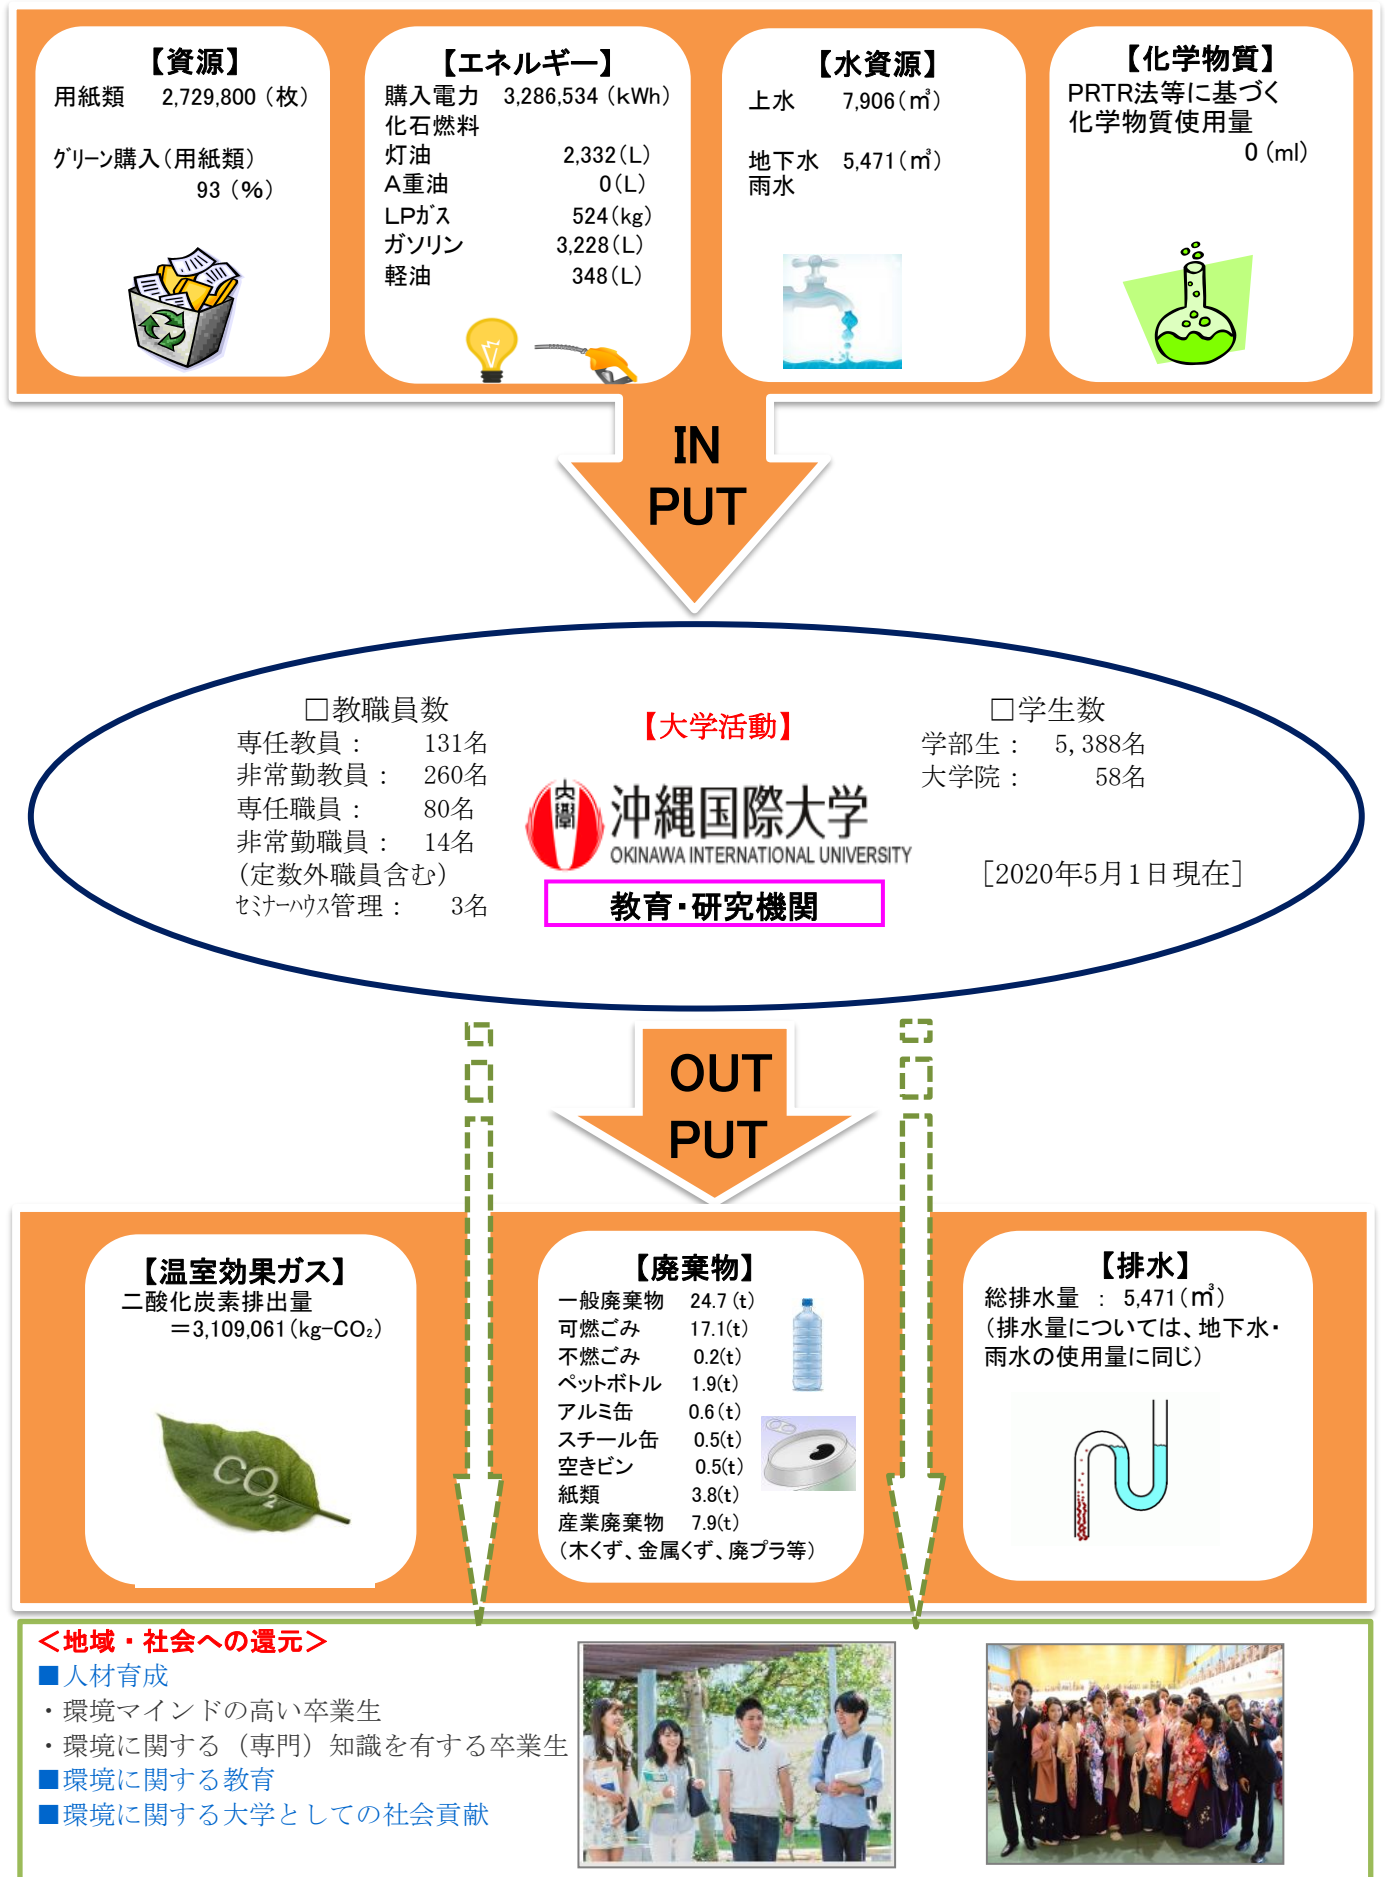 【資源】
用紙類 2,729,800 (枚)
グリーン購入(用紙類)
93 (%)
【エネルギー】
購入電力 3,286,534 (kWh)
化石燃料
灯油 2,332(L)
A重油 0(L)
LPガス 524(kg)
ガソリン 3,228(L)
軽油 348(L)
【水資源】
上水 7,906(㎥)
地下水 5,471(㎥)
雨水
【化学物質】
PRTR法等に基づく
化学物質使用量
0 (ml)
IN
PUT
□教職員数
専任教員: 131名
非常勤教員: 260名
専任職員: 80名
非常勤職員: 14名
(定数外職員含む)
セミナーハウス管理: 3名
【大学活動】
大学
沖縄国際大学
OKINAWA INTERNATIONAL UNIVERSITY
教育・研究機関
□学生数
学部生: 5,388名
大学院: 58名
[2020年5月1日現在]
OUT
PUT
【温室効果ガス】
二酸化炭素排出量
=3,109,061(kg-CO₂)
CO₂
【廃棄物】
一般廃棄物 24.7 (t)
可燃ごみ 17.1(t)
不燃ごみ 0.2(t)
ペットボトル 1.9(t)
アルミ缶 0.6(t)
スチール缶 0.5(t)
空きビン 0.5(t)
紙類 3.8(t)
産業廃棄物 7.9(t)
(木くず、金属くず、廃プラ等)
【排水】
総排水量 : 5,471(㎥)
(排水量については、地下水・
雨水の使用量に同じ)
<地域・社会への還元>
■人材育成
・環境マインドの高い卒業生
・環境に関する(専門)知識を有する卒業生
■環境に関する教育
■環境に関する大学としての社会貢献